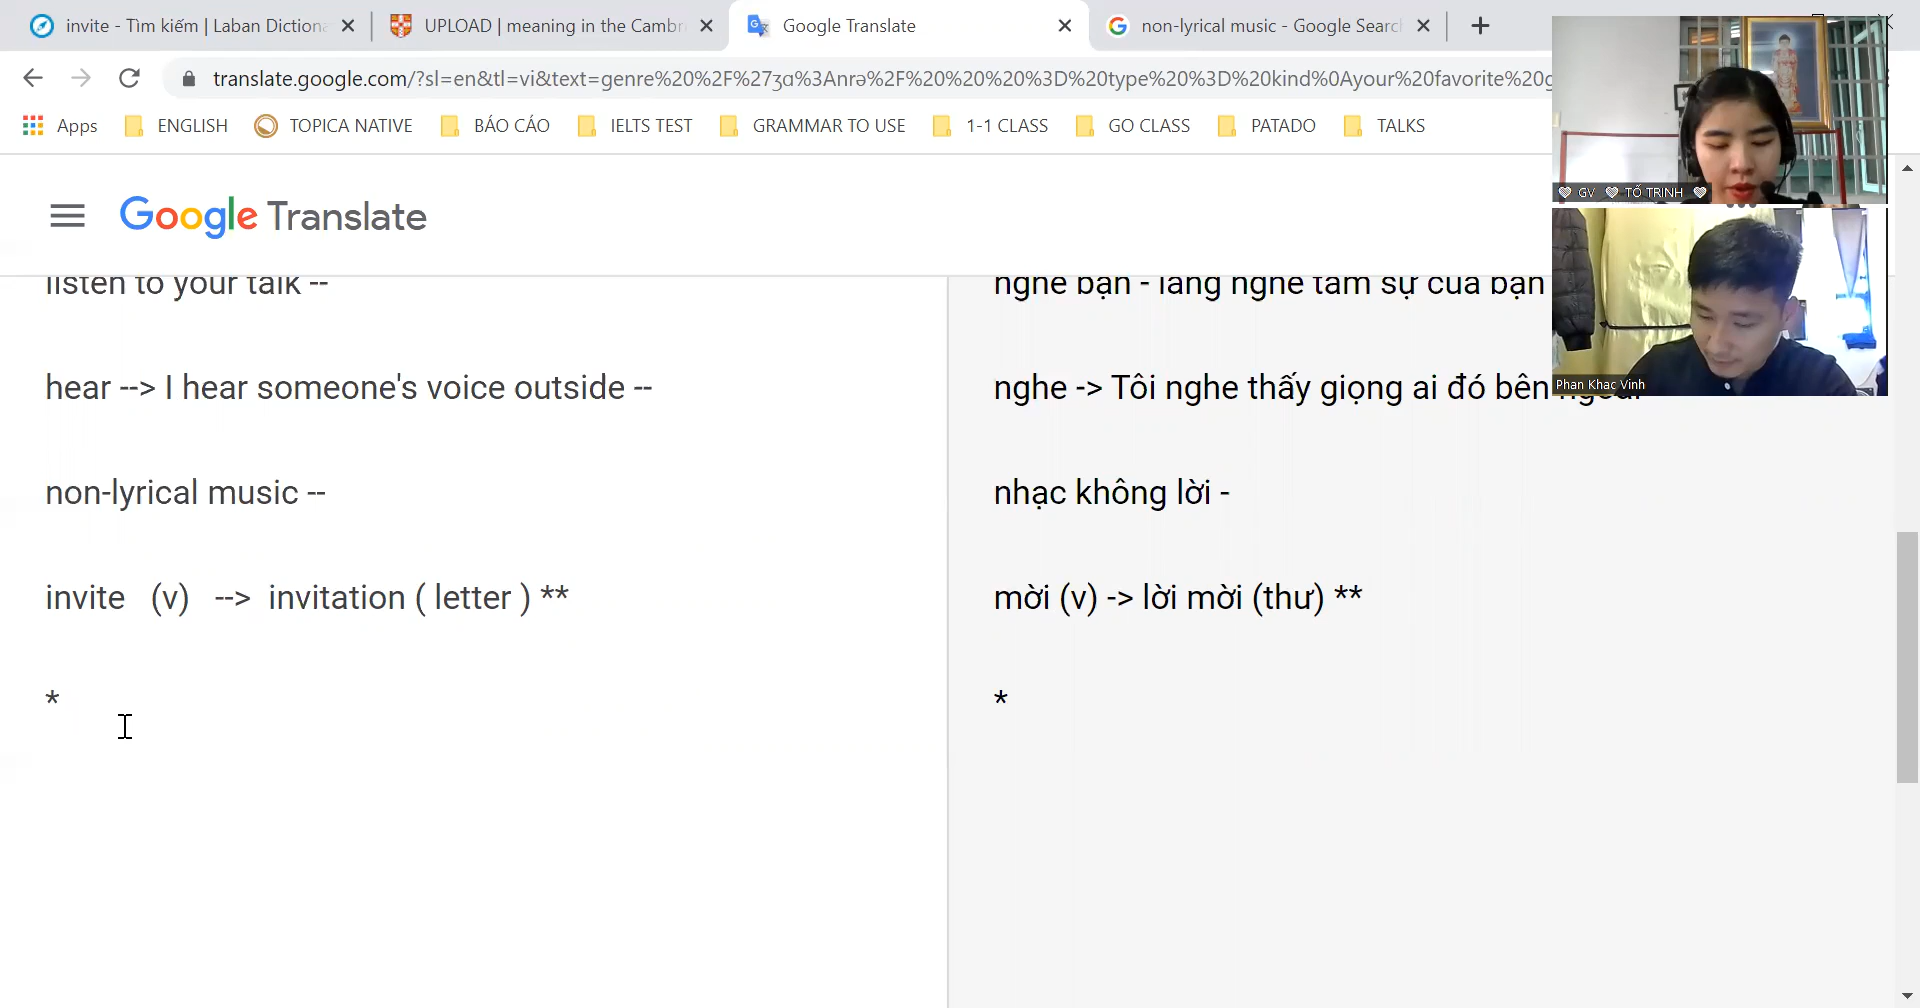 invite - Tìm kiếm | Laban Dictiona
UPLOAD | meaning in the Cambri
Google Translate
non-lyrical music - Google Searc
translate.google.com/?sl=en&tl=vi&text=genre%20%2F%27ʒɑ%3Anrə%2F%20%20%20%3D%20type%20%3D%20kind%0Ayour%20favorite%20g
Apps
ENGLISH
TOPICA NATIVE
BÁO CÁO
IELTS TEST
GRAMMAR TO USE
1-1 CLASS
GO CLASS
PATADO
TALKS
GV TỐ TRINH
Phan Khac Vinh
Google Translate
listen to your talk --
nghe bạn - lắng nghe tâm sự của bạn
hear --> I hear someone's voice outside --
nghe -> Tôi nghe thấy giọng ai đó bên ngoài
non-lyrical music --
nhạc không lời -
invite (v) --> invitation ( letter ) **
mời (v) -> lời mời (thư) **
*
*